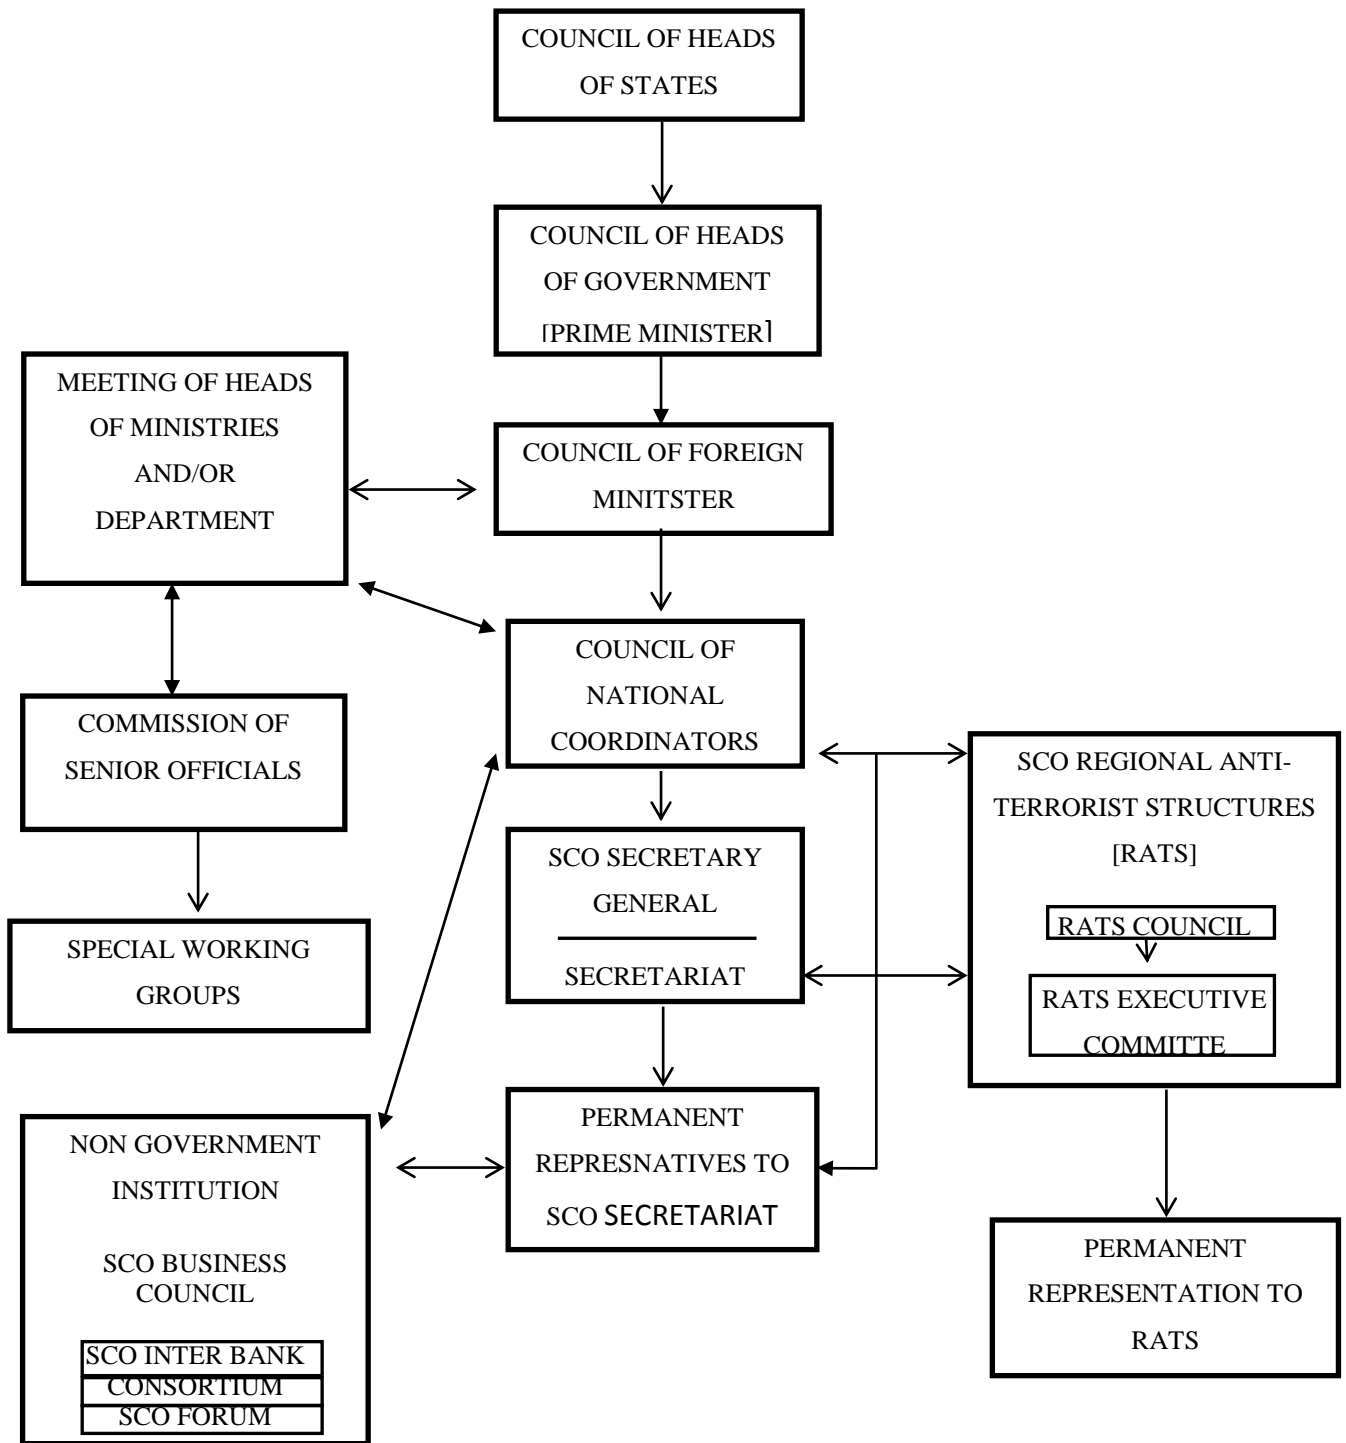 COUNCIL OF HEADS
OF STATES
COUNCIL OF HEADS
OF GOVERNMENT
[PRIME MINISTER]
MEETING OF HEADS
OF MINISTRIES
AND/OR
DEPARTMENT
COUNCIL OF FOREIGN
MINITSTER
COUNCIL OF
NATIONAL
COORDINATORS
COMMISSION OF
SENIOR OFFICIALS
SCO REGIONAL ANTI-
TERRORIST STRUCTURES
[RATS]
RATS COUNCIL
RATS EXECUTIVE
COMMITTE
SCO SECRETARY
GENERAL
SECRETARIAT
SPECIAL WORKING
GROUPS
NON GOVERNMENT
INSTITUTION
SCO BUSINESS
COUNCIL
SCO INTER BANK
CONSORTIUM
SCO FORUM
PERMANENT
REPRESNATIVES TO
SCO SECRETARIAT
PERMANENT
REPRESENTATION TO
RATS